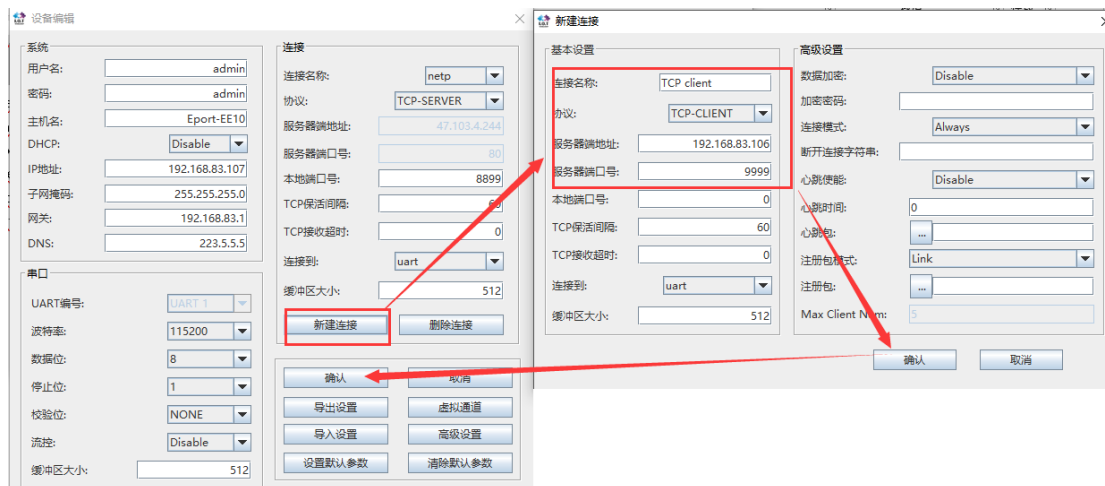 设备编辑
系统
用户名: admin
密码: admin
主机名: Eport-EE10
DHCP: Disable
IP地址: 192.168.83.107
子网掩码: 255.255.255.0
网关: 192.168.83.1
DNS: 223.5.5.5
串口
UART编号: UART 1
波特率: 115200
数据位: 8
停止位: 1
校验位: NONE
流控: Disable
缓冲区大小: 512
连接
连接名称: netp
协议: TCP-SERVER
服务器端地址: 47.103.4.244
服务器端口号: 80
本地端口号: 8899
TCP保活间隔: 60
TCP接收超时: 0
连接到: uart
缓冲区大小: 512
新建连接 删除连接
确认 取消
导出设置 虚拟通道
导入设置 高级设置
设置默认参数 清除默认参数
新建连接
基本设置
连接名称: TCP client
协议: TCP-CLIENT
服务器端地址: 192.168.83.106
服务器端口号: 9999
本地端口号: 0
TCP保活间隔: 60
TCP接收超时: 0
连接到: uart
缓冲区大小: 512
高级设置
数据加密: Disable
加密密码:
连接模式: Always
断开连接字符串:
心跳使能: Disable
心跳时间: 0
心跳包: ...
注册包模式: Link
注册包: ...
Max Client Num: 5
确认 取消